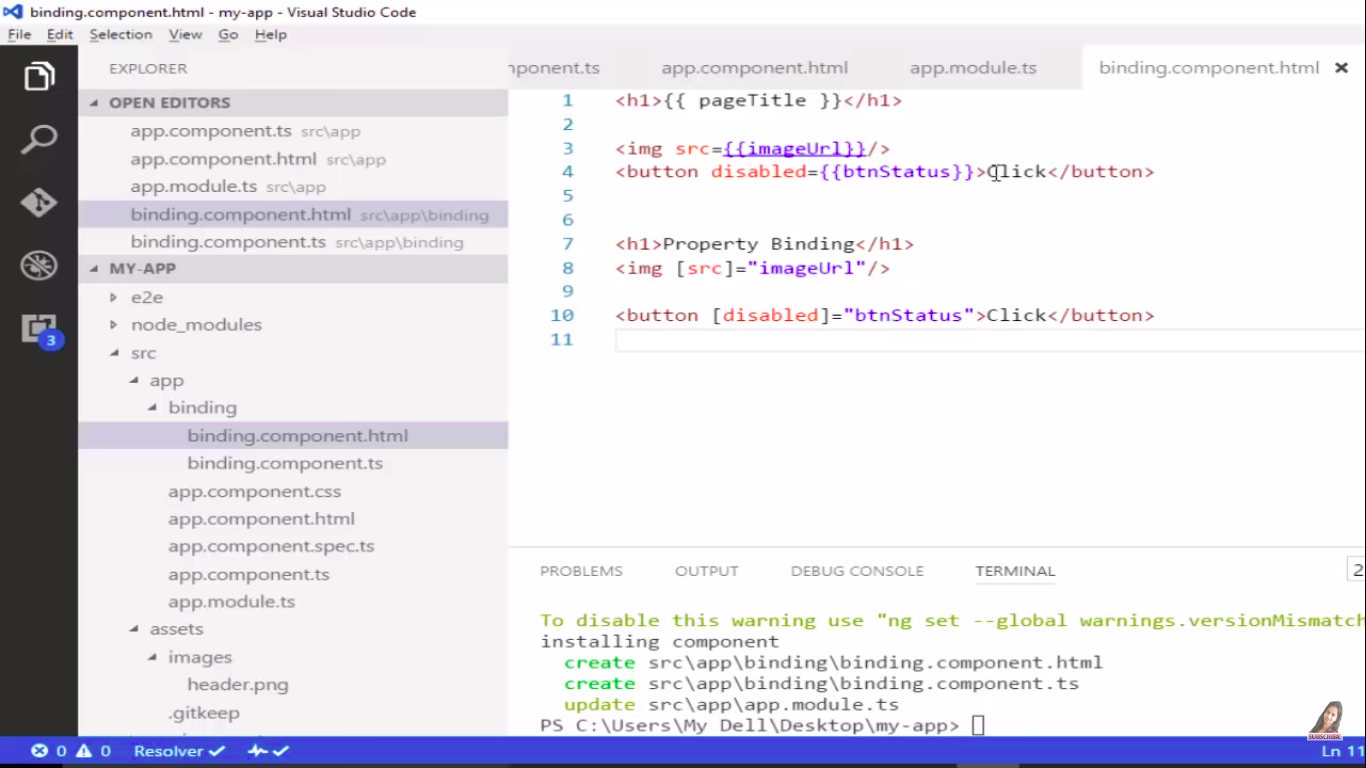 binding.component.html - my-app - Visual Studio Code
File Edit Selection View Go Help
EXPLORER
OPEN EDITORS
app.component.ts src\app
app.component.html src\app
app.module.ts src\app
binding.component.html src\app\binding
binding.component.ts src\app\binding
MY-APP
e2e
node_modules
src
app
binding
binding.component.html
binding.component.ts
app.component.css
app.component.html
app.component.spec.ts
app.component.ts
app.module.ts
assets
images
header.png
.gitkeep
3
nponent.ts app.component.html app.module.ts binding.component.html
1 <h1>{{ pageTitle }}</h1>
2
3 <img src={{imageUrl}}/>
4 <button disabled={{btnStatus}}>Click</button>
5
6
7 <h1>Property Binding</h1>
8 <img [src]="imageUrl"/>
9
10 <button [disabled]="btnStatus">Click</button>
11
PROBLEMS OUTPUT DEBUG CONSOLE TERMINAL 2
To disable this warning use "ng set --global warnings.versionMismatch
installing component
create src\app\binding\binding.component.html
create src\app\binding\binding.component.ts
update src\app\app.module.ts
PS C:\Users\My Dell\Desktop\my-app>
SUBSCRIBE
0 0 Resolver Ln 11